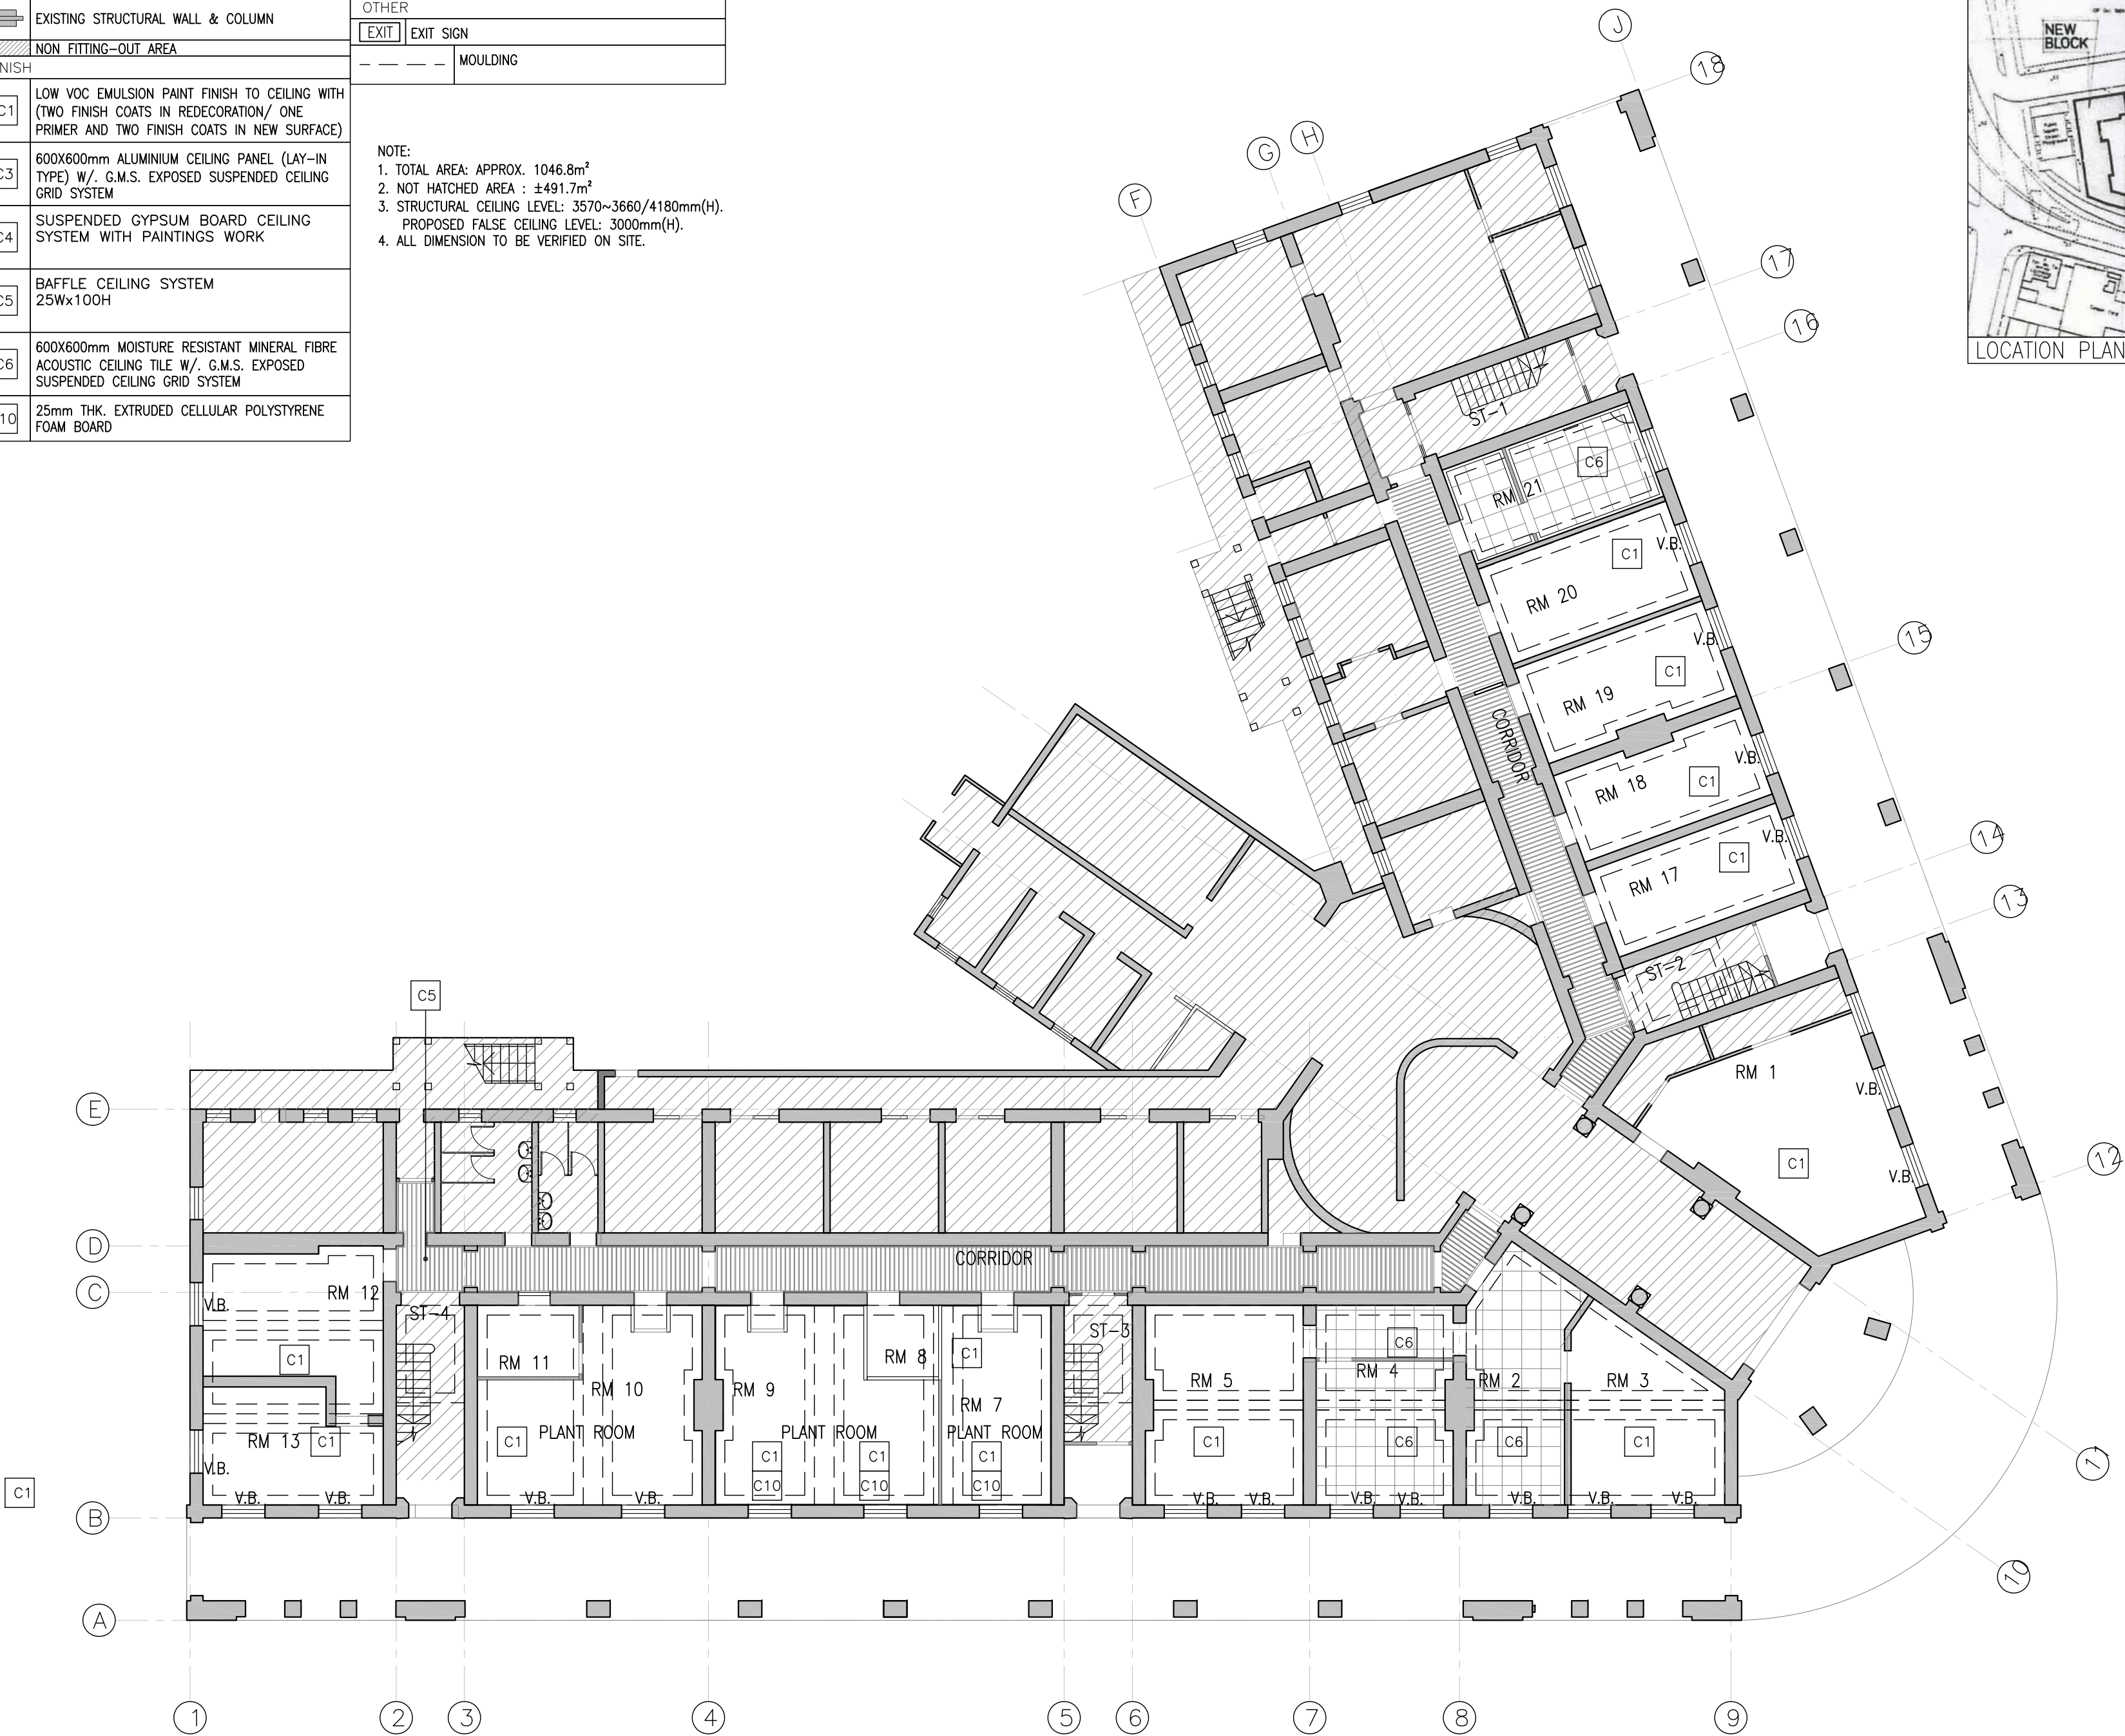 EXISTING STRUCTURAL WALL & COLUMN
NON FITTING-OUT AREA
NISH
C1
LOW VOC EMULSION PAINT FINISH TO CEILING WITH
(TWO FINISH COATS IN REDECORATION/ ONE
PRIMER AND TWO FINISH COATS IN NEW SURFACE)
C3
600X600mm ALUMINIUM CEILING PANEL (LAY-IN
TYPE) W/. G.M.S. EXPOSED SUSPENDED CEILING
GRID SYSTEM
C4
SUSPENDED GYPSUM BOARD CEILING
SYSTEM WITH PAINTINGS WORK
C5
BAFFLE CEILING SYSTEM
25Wx100H
C6
600X600mm MOISTURE RESISTANT MINERAL FIBRE
ACOUSTIC CEILING TILE W/. G.M.S. EXPOSED
SUSPENDED CEILING GRID SYSTEM
10
25mm THK. EXTRUDED CELLULAR POLYSTYRENE
FOAM BOARD
OTHER
EXIT
EXIT SIGN
MOULDING
NOTE:
1. TOTAL AREA: APPROX. 1046.8m²
2. NOT HATCHED AREA : ±491.7m²
3. STRUCTURAL CEILING LEVEL: 3570~3660/4180mm(H).
PROPOSED FALSE CEILING LEVEL: 3000mm(H).
4. ALL DIMENSION TO BE VERIFIED ON SITE.
NEW
BLOCK
LOCATION PLAN
J
18
H
G
F
17
16
15
14
13
12
11
10
ST-1
C6
RM 21
C1
V.B.
RM 20
V.B.
C1
RM 19
CORRIDOR
V.B.
C1
RM 18
V.B.
C1
RM 17
ST-2
RM 1
V.B.
C1
V.B.
C5
E
D
C
B
A
CORRIDOR
RM 12
V.B.
C1
RM 13
C1
V.B.
V.B.
V.B.
ST-4
RM 11
RM 10
C1
PLANT ROOM
V.B.
V.B.
RM 9
RM 8
C1
RM 7
PLANT ROOM
PLANT ROOM
C1
C10
C1
C10
C1
C10
ST-3
RM 5
C1
V.B.
V.B.
C6
RM 4
C6
V.B.
V.B.
RM 2
C6
V.B.
RM 3
C1
V.B.
V.B.
C1
1
2
3
4
5
6
7
8
9